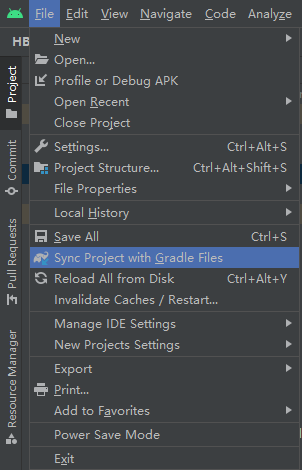 File Edit View Navigate Code Analyze
HB
New
Open...
Profile or Debug APK
Open Recent
Close Project
Settings... Ctrl+Alt+S
Project Structure... Ctrl+Alt+Shift+S
File Properties
Local History
Save All Ctrl+S
Sync Project with Gradle Files
Reload All from Disk Ctrl+Alt+Y
Invalidate Caches / Restart...
Manage IDE Settings
New Projects Settings
Export
Print...
Add to Favorites
Power Save Mode
Exit
Project
Commit
Pull Requests
Resource Manager